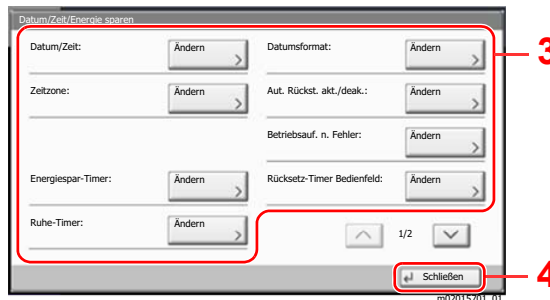 Datum/Zeit/Energie sparen
Datum/Zeit: Ändern Datumsformat: Ändern 3
Zeitzone: Ändern Aut. Rückst. akt./deak.: Ändern
Betriebsauf. n. Fehler: Ändern
Energiespar-Timer: Ändern Rücksetz-Timer Bedienfeld: Ändern
Ruhe-Timer: Ändern 1/2
Schließen 4
m02015701_01